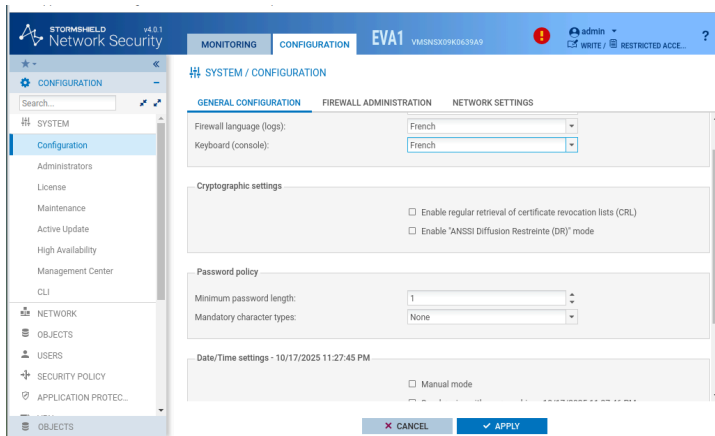 STORMSHIELD v4.0.1
Network Security
MONITORING CONFIGURATION EVA1 VMSNSX09K0639A9
admin
WRITE / RESTRICTED ACCE... ?
CONFIGURATION
Search...
SYSTEM
Configuration
Administrators
License
Maintenance
Active Update
High Availability
Management Center
CLI
NETWORK
OBJECTS
USERS
SECURITY POLICY
APPLICATION PROTEC...
OBJECTS
SYSTEM / CONFIGURATION
GENERAL CONFIGURATION FIREWALL ADMINISTRATION NETWORK SETTINGS
Firewall language (logs): French
Keyboard (console): French
Cryptographic settings
Enable regular retrieval of certificate revocation lists (CRL)
Enable "ANSSI Diffusion Restreinte (DR)" mode
Password policy
Minimum password length: 1
Mandatory character types: None
Date/Time settings - 10/17/2025 11:27:45 PM
Manual mode
CANCEL APPLY